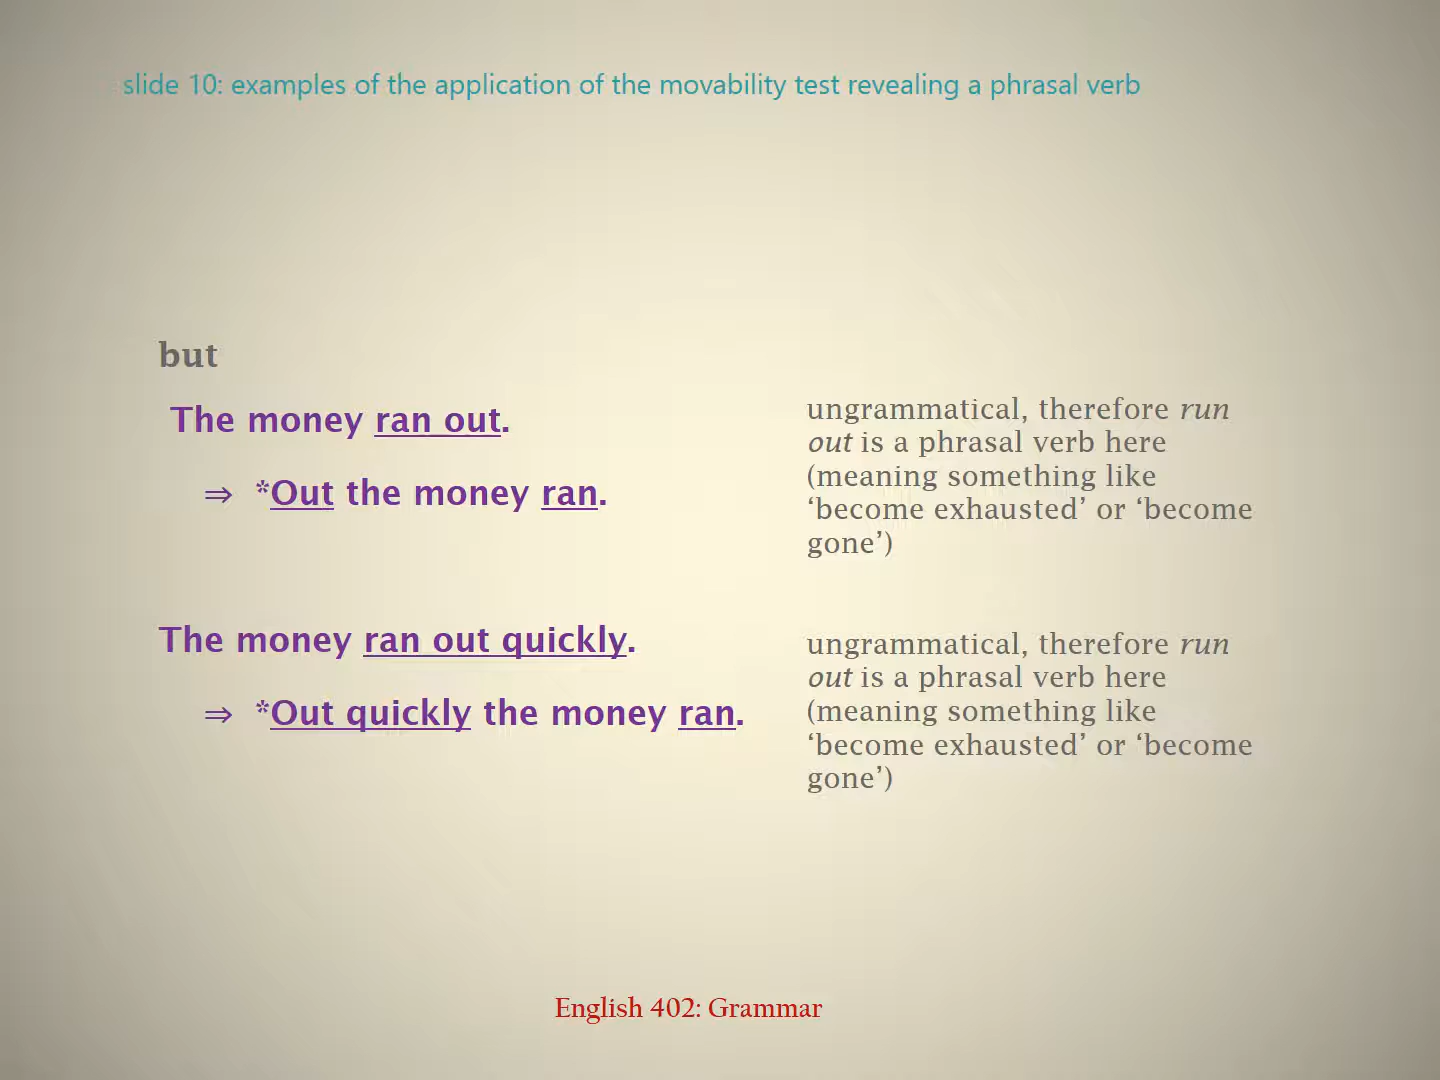 slide 10: examples of the application of the movability test revealing a phrasal verb
but
The money ran out.
⇒ *Out the money ran.
ungrammatical, therefore run
out is a phrasal verb here
(meaning something like
‘become exhausted’ or ‘become
gone’)
The money ran out quickly.
⇒ *Out quickly the money ran.
ungrammatical, therefore run
out is a phrasal verb here
(meaning something like
‘become exhausted’ or ‘become
gone’)
English 402: Grammar